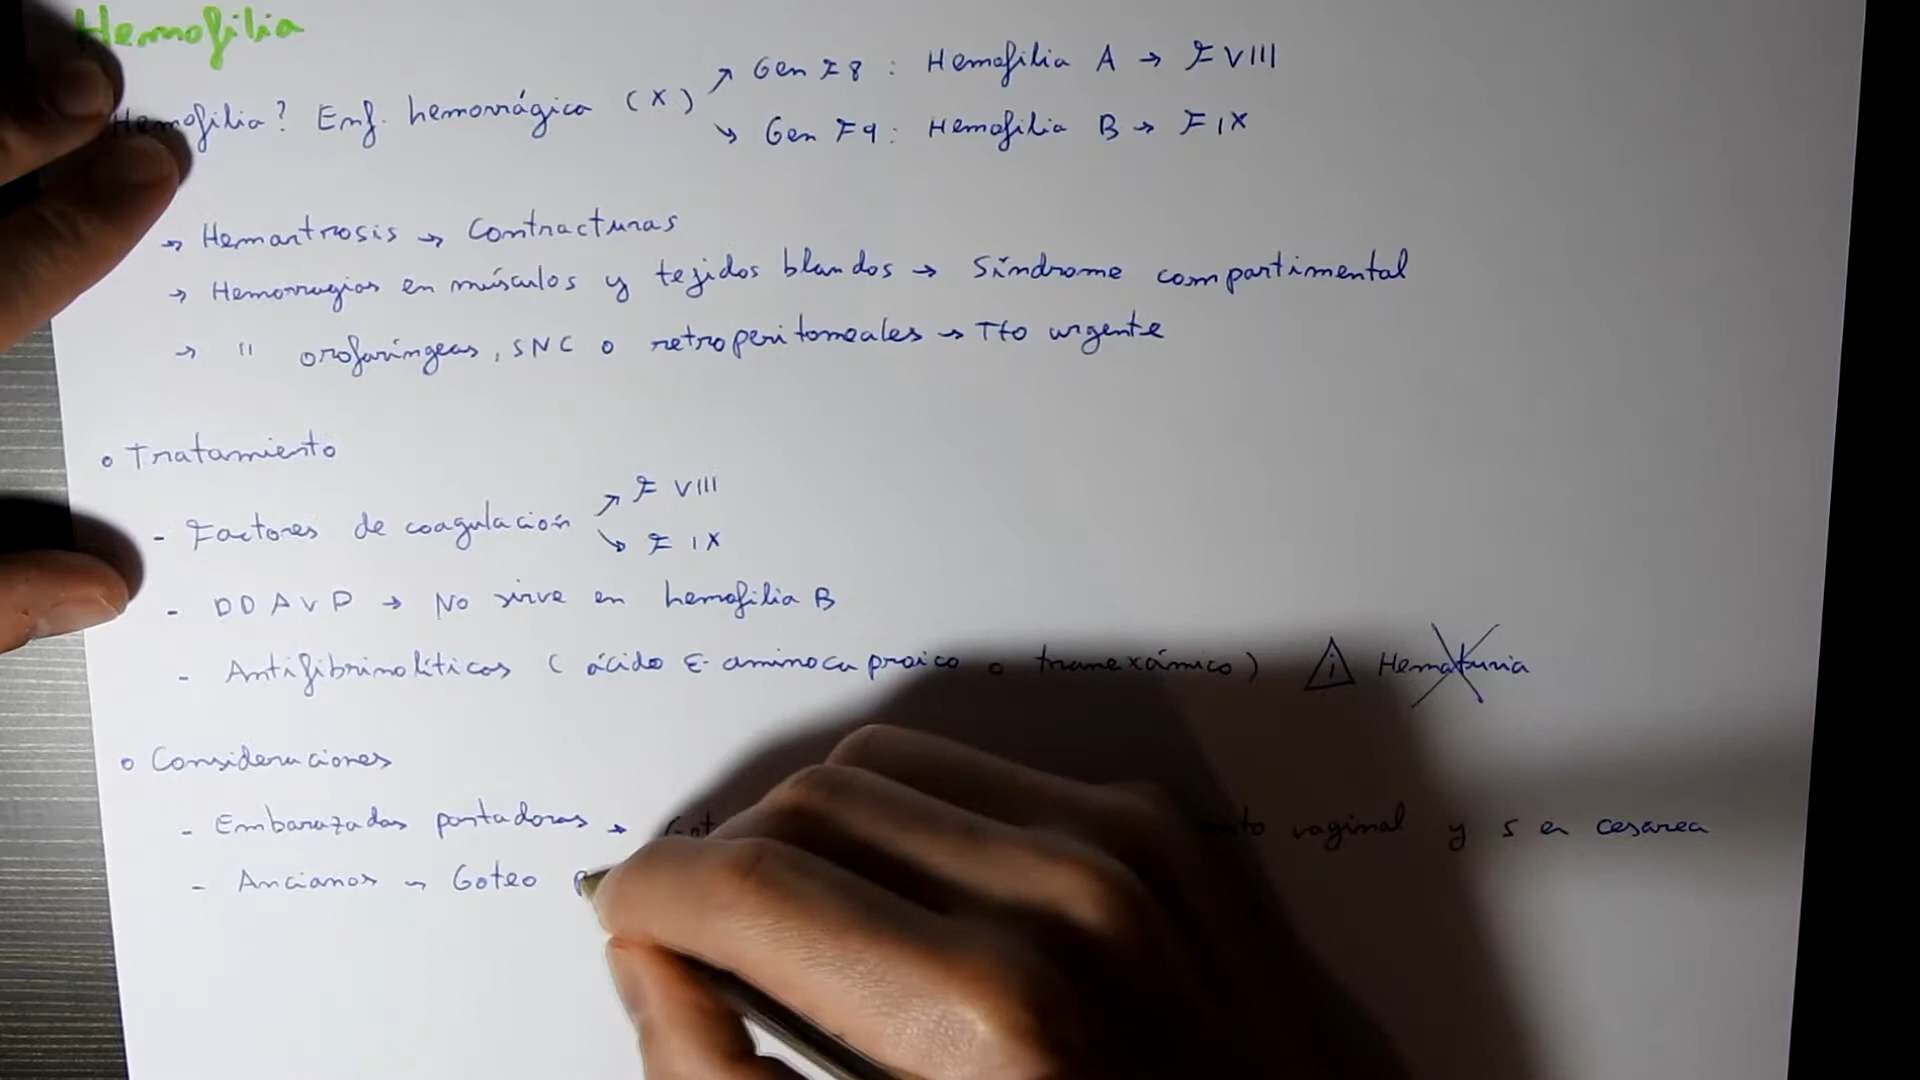 Hemofilia
Hemofilia? Enf. hemorrágica (X) ↗ Gen F8 : Hemofilia A → F VIII
↘ Gen F9 : Hemofilia B → F IX
→ Hemartrosis → Contracturas
→ Hemorragias en músculos y tejidos blandos → Síndrome compartimental
→ " orofaríngeas, SNC o retroperitoneales → Tto urgente
• Tratamiento
- Factores de coagulación ↗ F VIII
↘ F IX
- DDAVP → No sirve en hemofilia B
- Antifibrinolíticos (ácido ε-aminocaproico o tranexámico) ⚠ Hematuria
• Consideraciones
- Embarazadas portadoras → vaginal y 5 en cesarea
- Ancianos → Goteo